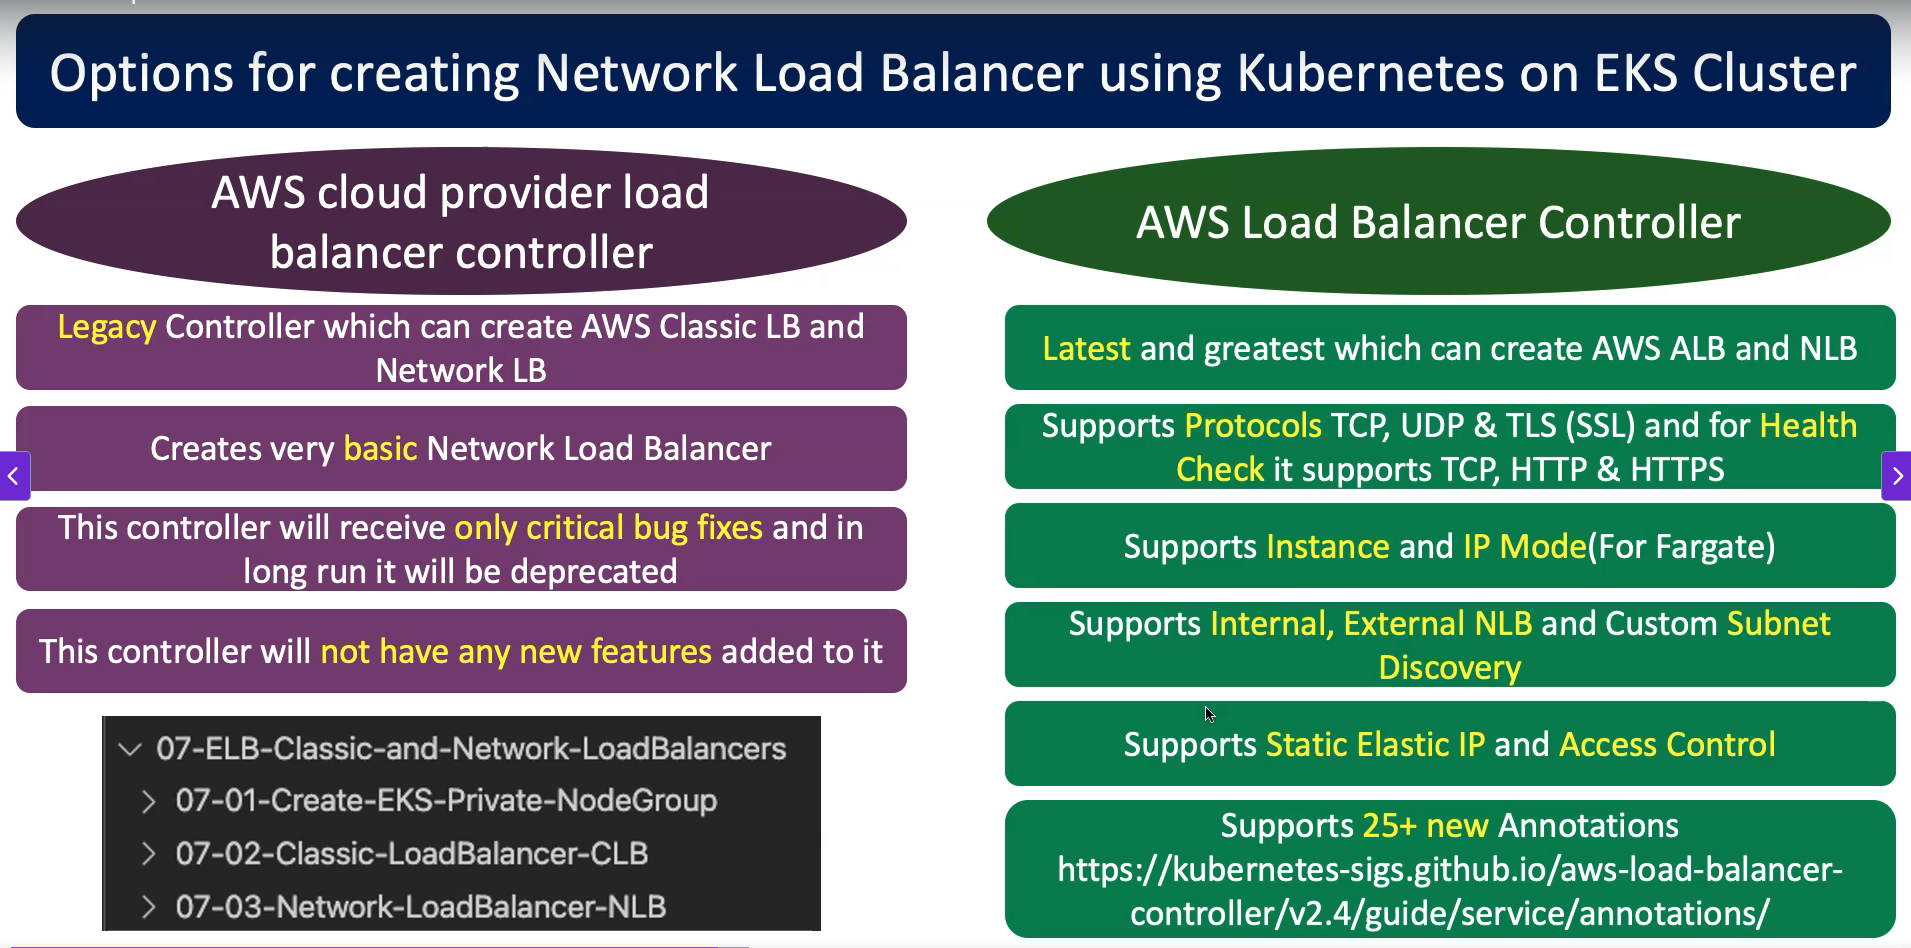 Options for creating Network Load Balancer using Kubernetes on EKS Cluster
AWS cloud provider load
balancer controller
Legacy Controller which can create AWS Classic LB and
Network LB
Creates very basic Network Load Balancer
This controller will receive only critical bug fixes and in
long run it will be deprecated
This controller will not have any new features added to it
07-ELB-Classic-and-Network-LoadBalancers
07-01-Create-EKS-Private-NodeGroup
07-02-Classic-LoadBalancer-CLB
07-03-Network-LoadBalancer-NLB
AWS Load Balancer Controller
Latest and greatest which can create AWS ALB and NLB
Supports Protocols TCP, UDP & TLS (SSL) and for Health
Check it supports TCP, HTTP & HTTPS
Supports Instance and IP Mode(For Fargate)
Supports Internal, External NLB and Custom Subnet
Discovery
Supports Static Elastic IP and Access Control
Supports 25+ new Annotations
https://kubernetes-sigs.github.io/aws-load-balancer-
controller/v2.4/guide/service/annotations/